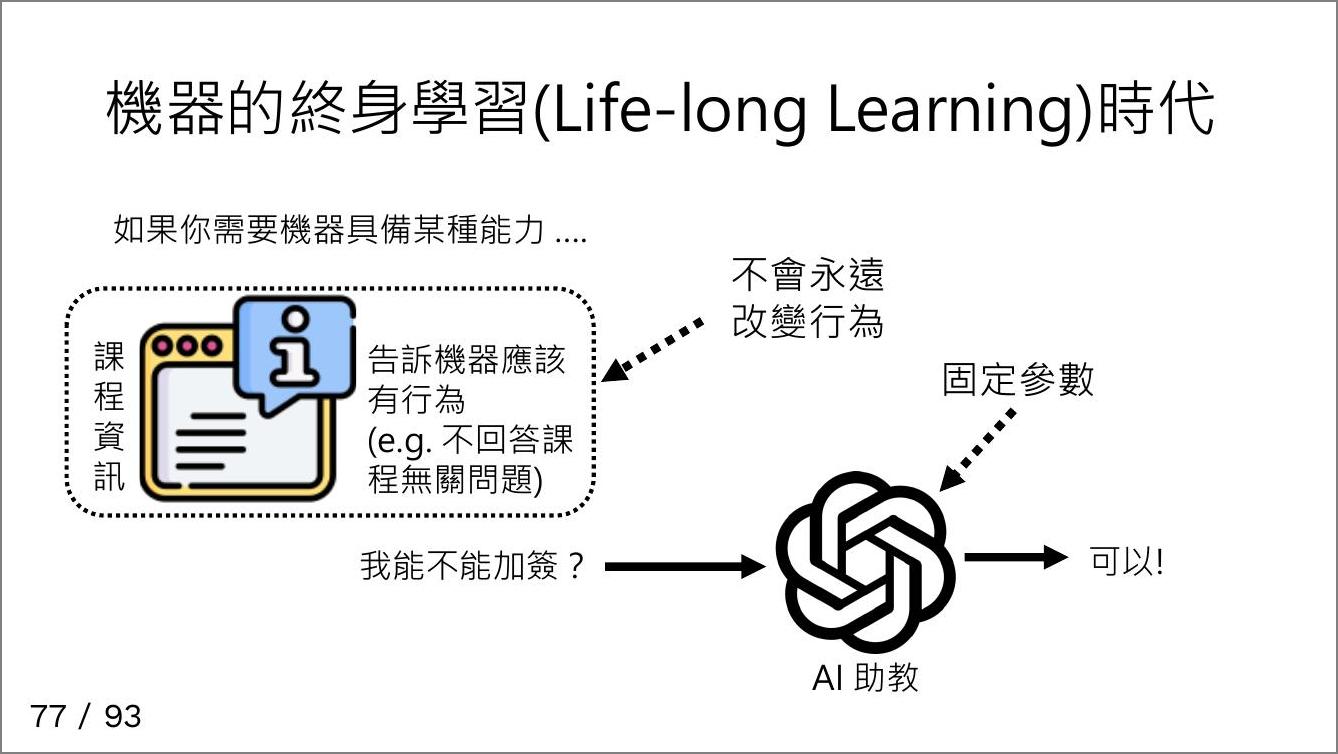 機器的終身學習(Life-long Learning)時代
如果你需要機器具備某種能力 ....
不會永遠
改變行為
課程資訊
告訴機器應該
有行為
(e.g. 不回答課
程無關問題)
固定參數
我能不能加簽？
可以!
AI 助教
77 / 93